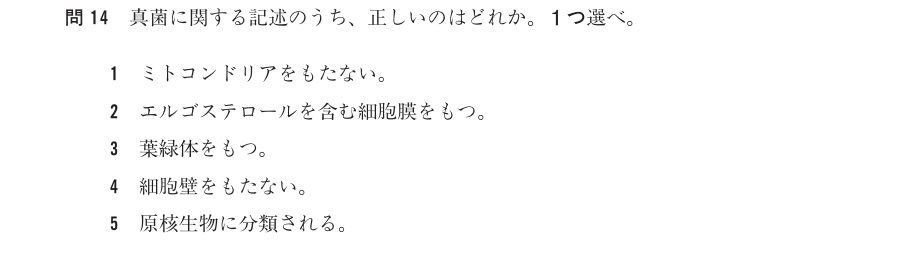 問 14　真菌に関する記述のうち、正しいのはどれか。1つ選べ。
1　ミトコンドリアをもたない。
2　エルゴステロールを含む細胞膜をもつ。
3　葉緑体をもつ。
4　細胞壁をもたない。
5　原核生物に分類される。